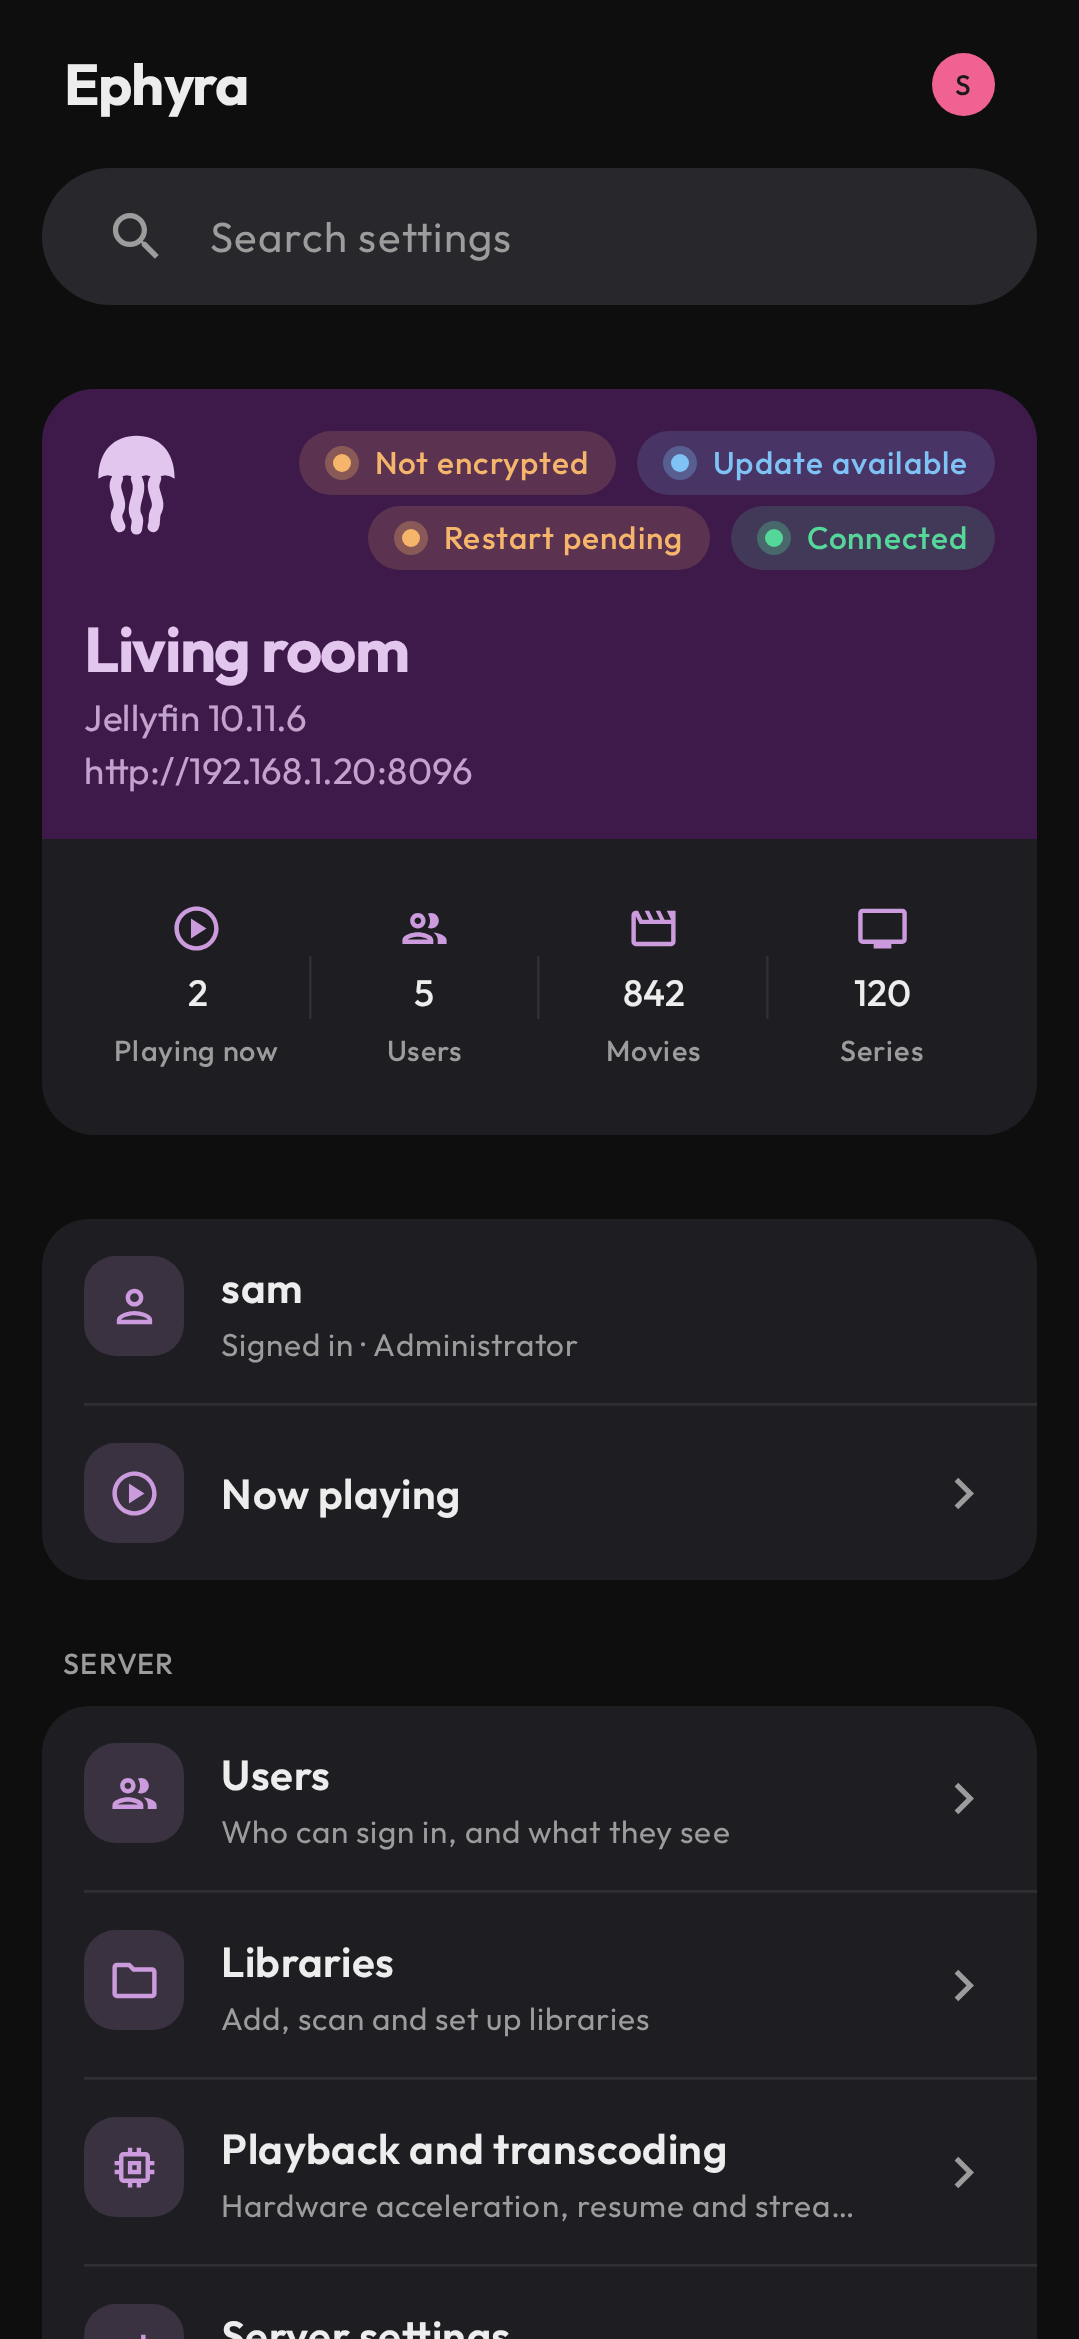 Ephyra
S
Search settings
Not encrypted
Update available
Restart pending
Connected
Living room
Jellyfin 10.11.6
http://192.168.1.20:8096
2
5
842
120
Playing now
Users
Movies
Series
sam
Signed in · Administrator
Now playing
SERVER
Users
Who can sign in, and what they see
Libraries
Add, scan and set up libraries
Playback and transcoding
Hardware acceleration, resume and strea…
Server settings